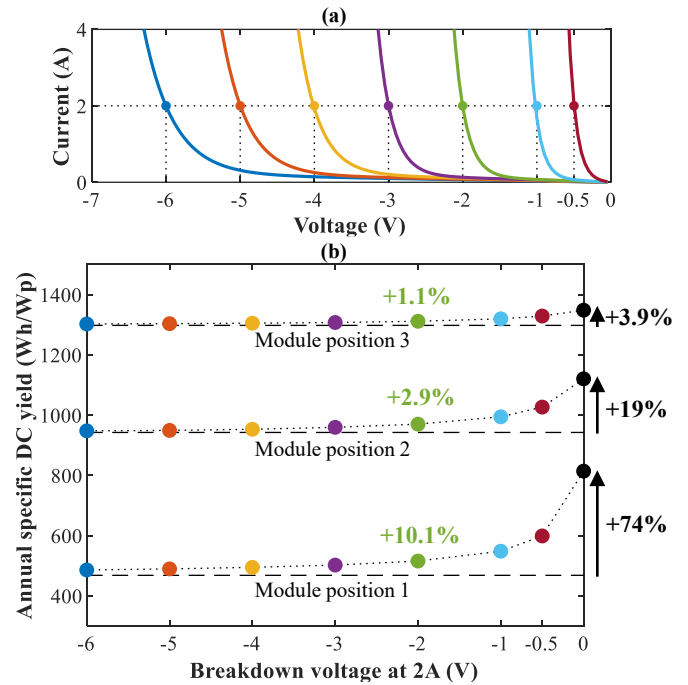 (a)
Current (A)
4
2
0
-7 -6 -5 -4 -3 -2 -1 -0.5 0
Voltage (V)
(b)
Annual specific DC yield (Wh/Wp)
1400
1200
1000
800
600
400
+1.1%
+3.9%
Module position 3
+2.9%
+19%
Module position 2
+10.1%
+74%
Module position 1
-6 -5 -4 -3 -2 -1 -0.5 0
Breakdown voltage at 2A (V)